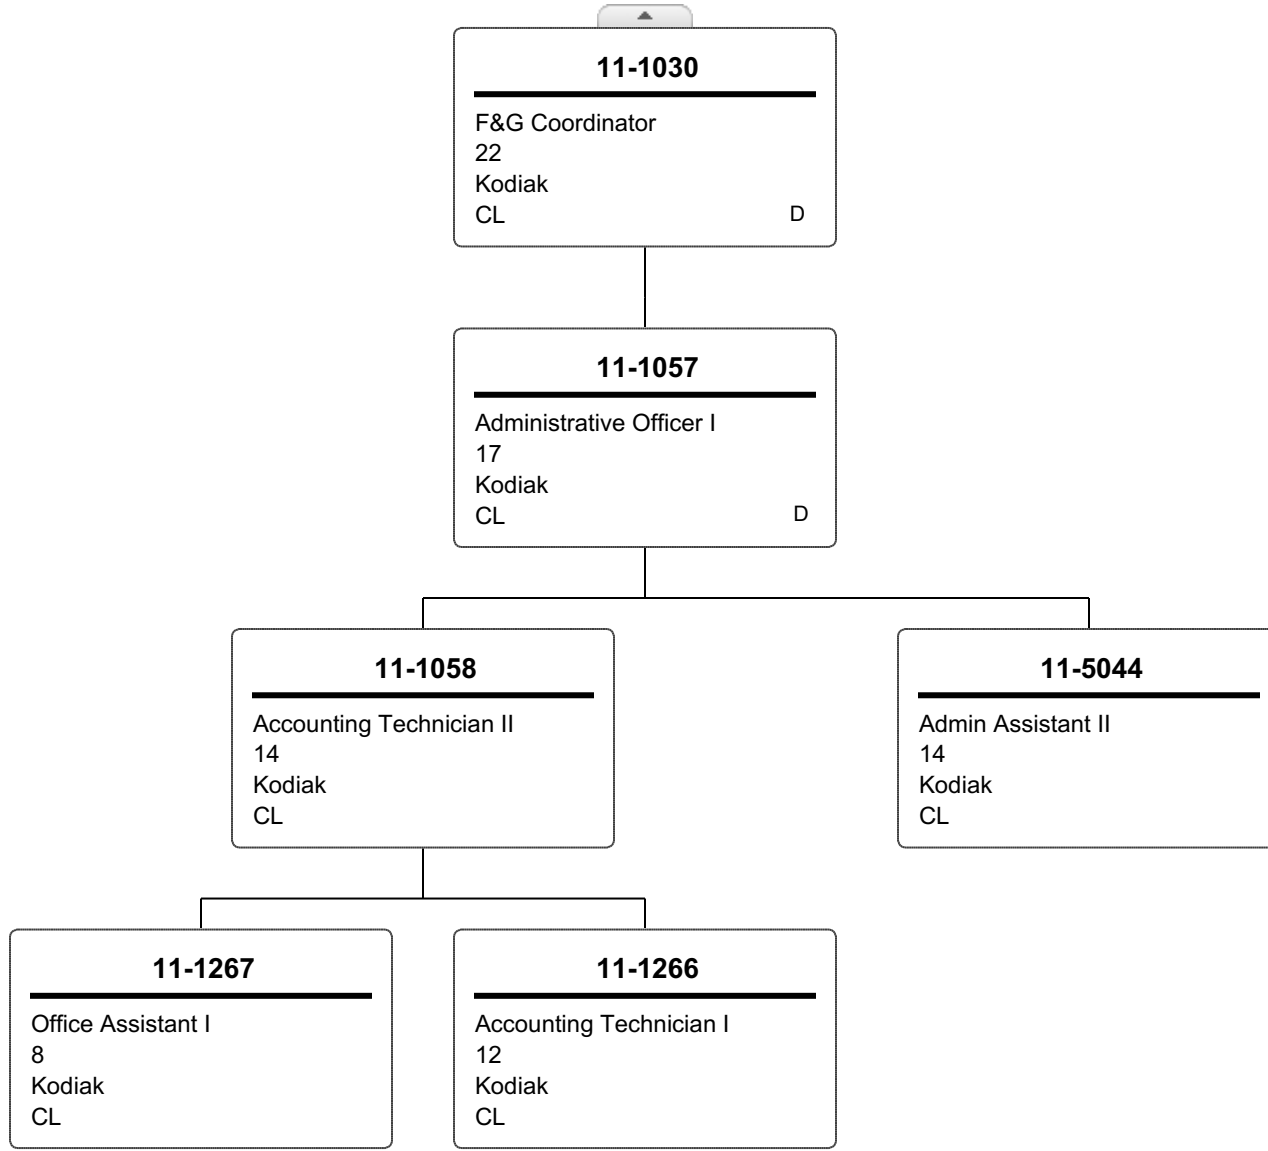 11-1030
F&G Coordinator
22
Kodiak
CL D
11-1057
Administrative Officer I
17
Kodiak
CL D
11-1058
Accounting Technician II
14
Kodiak
CL
11-5044
Admin Assistant II
14
Kodiak
CL
11-1267
Office Assistant I
8
Kodiak
CL
11-1266
Accounting Technician I
12
Kodiak
CL